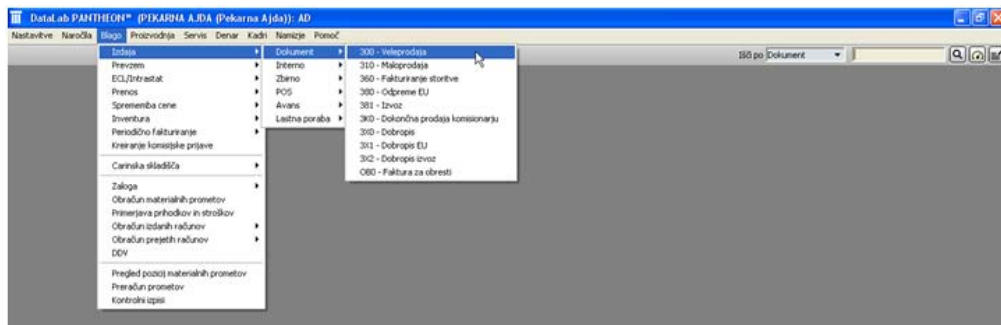 DataLab PANTHEON™ (PEKARNA AJDA (Pekarna Ajda)): AD
Nastavitve Naročila Blago Proizvodnja Servis Denar Kadri Namizje Pomoč
Išči po Dokument
Izdaja
Prevzem
ECL/Intrastat
Prenos
Sprememba cene
Inventura
Periodično fakturiranje
Kreiranje komisijske prijave
Carinska skladišča
Zaloga
Obračun materialnih prometov
Primerjava prihodkov in stroškov
Obračun izdanih računov
Obračun prejetih računov
DDV
Pregled pozicij materialnih prometov
Preračun prometov
Kontrolni izpisi
Dokument
Interno
Zbirno
POS
Avans
Lastna poraba
300 - Veleprodaja
310 - Maloprodaja
360 - Fakturiranje storitve
380 - Odpreme EU
381 - Izvoz
3K0 - Dokončna prodaja komisionarju
3X0 - Dobropis
3X1 - Dobropis EU
3X2 - Dobropis izvoz
OB0 - Faktura za obresti